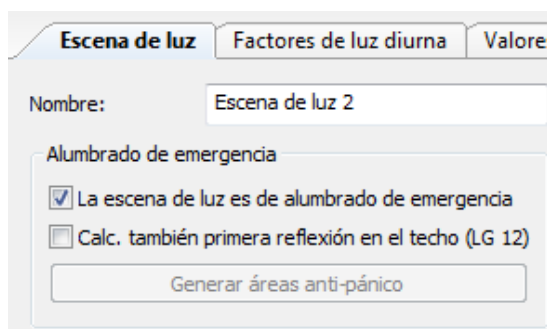 Escena de luz Factores de luz diurna
Nombre: Escena de luz 2
Alumbrado de emergencia
La escena de luz es de alumbrado de emergencia
Calc. también primera reflexión en el techo (LG 12)
Generar áreas anti-pánico